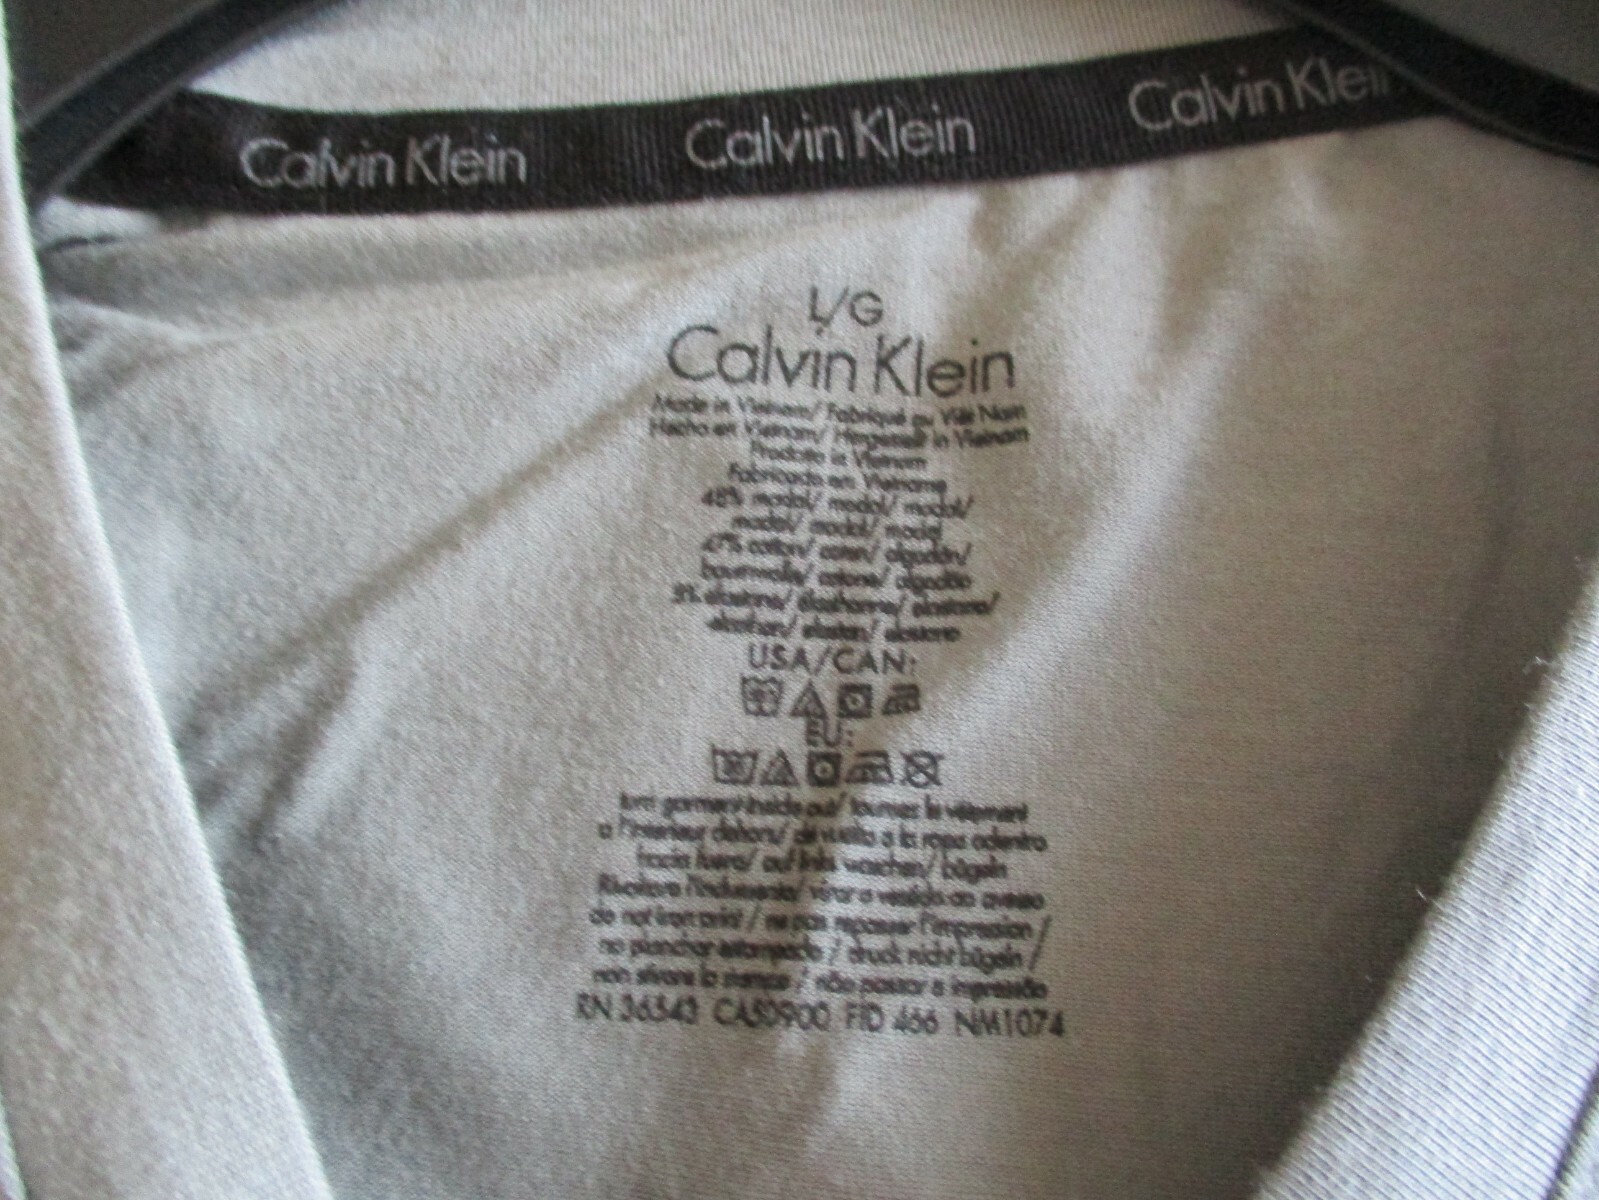 Calvin Klein Calvin Klein Calvin Klein
L/G
Calvin Klein
Made in Vietnam/ Fabriqué au Viêt Nam
Hecho en Vietnam/ Hergestellt in Vietnam
Prodotto in Vietnam
Fabricado em Vietname
48% modal/ modal/ modal/
modal/ modal/ modal
47% cotton/ coton/ algodón/
baumwolle/ cotone/ algodão
5% elastane/ élasthanne/ elastano/
elasthan/ elastan/ elastano
USA/CAN:
EU:
turn garment inside out/ tournez le vêtement
a l'interieur dehors/ dé vuelta a la ropa adentro
hacia fuera/ auf links waschen/ bügeln
Rivoltare l'indumento/ virar o vestido ao avesso
do not iron print / ne pas repasser l'impression /
no planchar estampado / druck nicht bügeln /
non stirare la stampa / não passar a impressão
RN 36543 CA50900 FID 466 NM1074